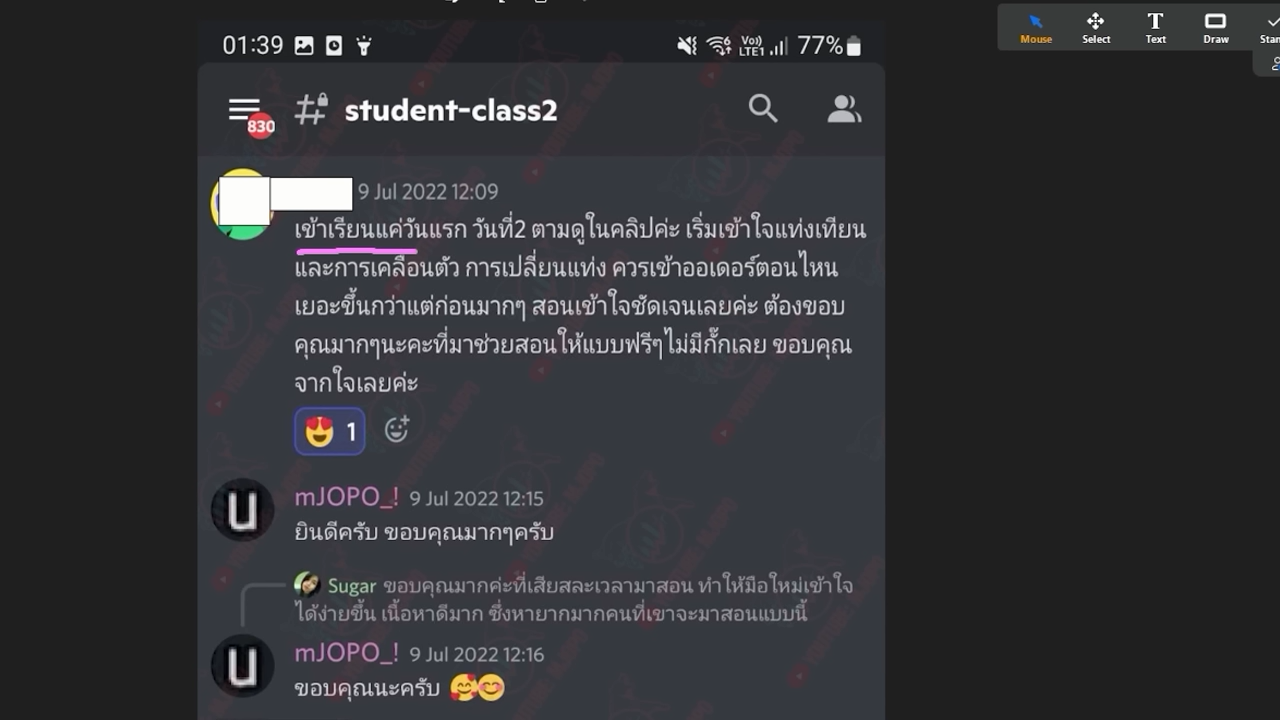 01:39 Vo) LTE1 77%
830 student-class2
9 Jul 2022 12:09
เข้าเรียนแค่วันแรก วันที่2 ตามดูในคลิปค่ะ เริ่มเข้าใจแท่งเทียน
และการเคลื่อนตัว การเปลี่ยนแท่ง ควรเข้าออเดอร์ตอนไหน
เยอะขึ้นกว่าแต่ก่อนมากๆ สอนเข้าใจชัดเจนเลยค่ะ ต้องขอบ
คุณมากๆนะคะที่มาช่วยสอนให้แบบฟรีๆไม่มีกั๊กเลย ขอบคุณ
จากใจเลยค่ะ
1
mJOPO_! 9 Jul 2022 12:15
ยินดีครับ ขอบคุณมากๆครับ
Sugar ขอบคุณมากค่ะที่เสียสละเวลามาสอน ทำให้มือใหม่เข้าใจ
ได้ง่ายขึ้น เนื้อหาดีมาก ซึ่งหายากมากคนที่เขาจะมาสอนแบบนี้
mJOPO_! 9 Jul 2022 12:16
ขอบคุณนะครับ
Mouse Select Text Draw